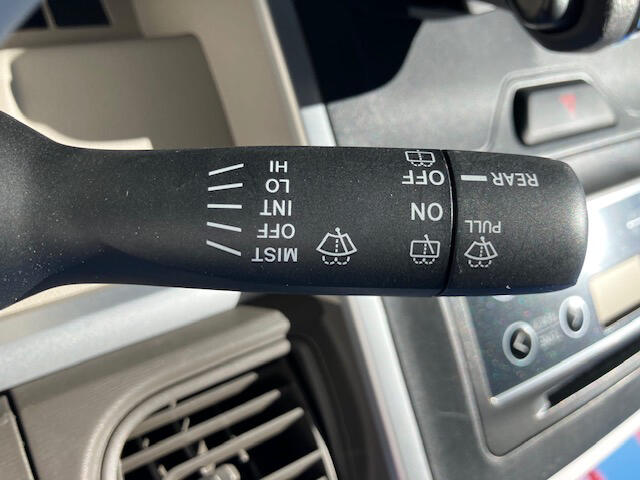 MIST
OFF
INT
LO
HI
ON
OFF
PULL
REAR